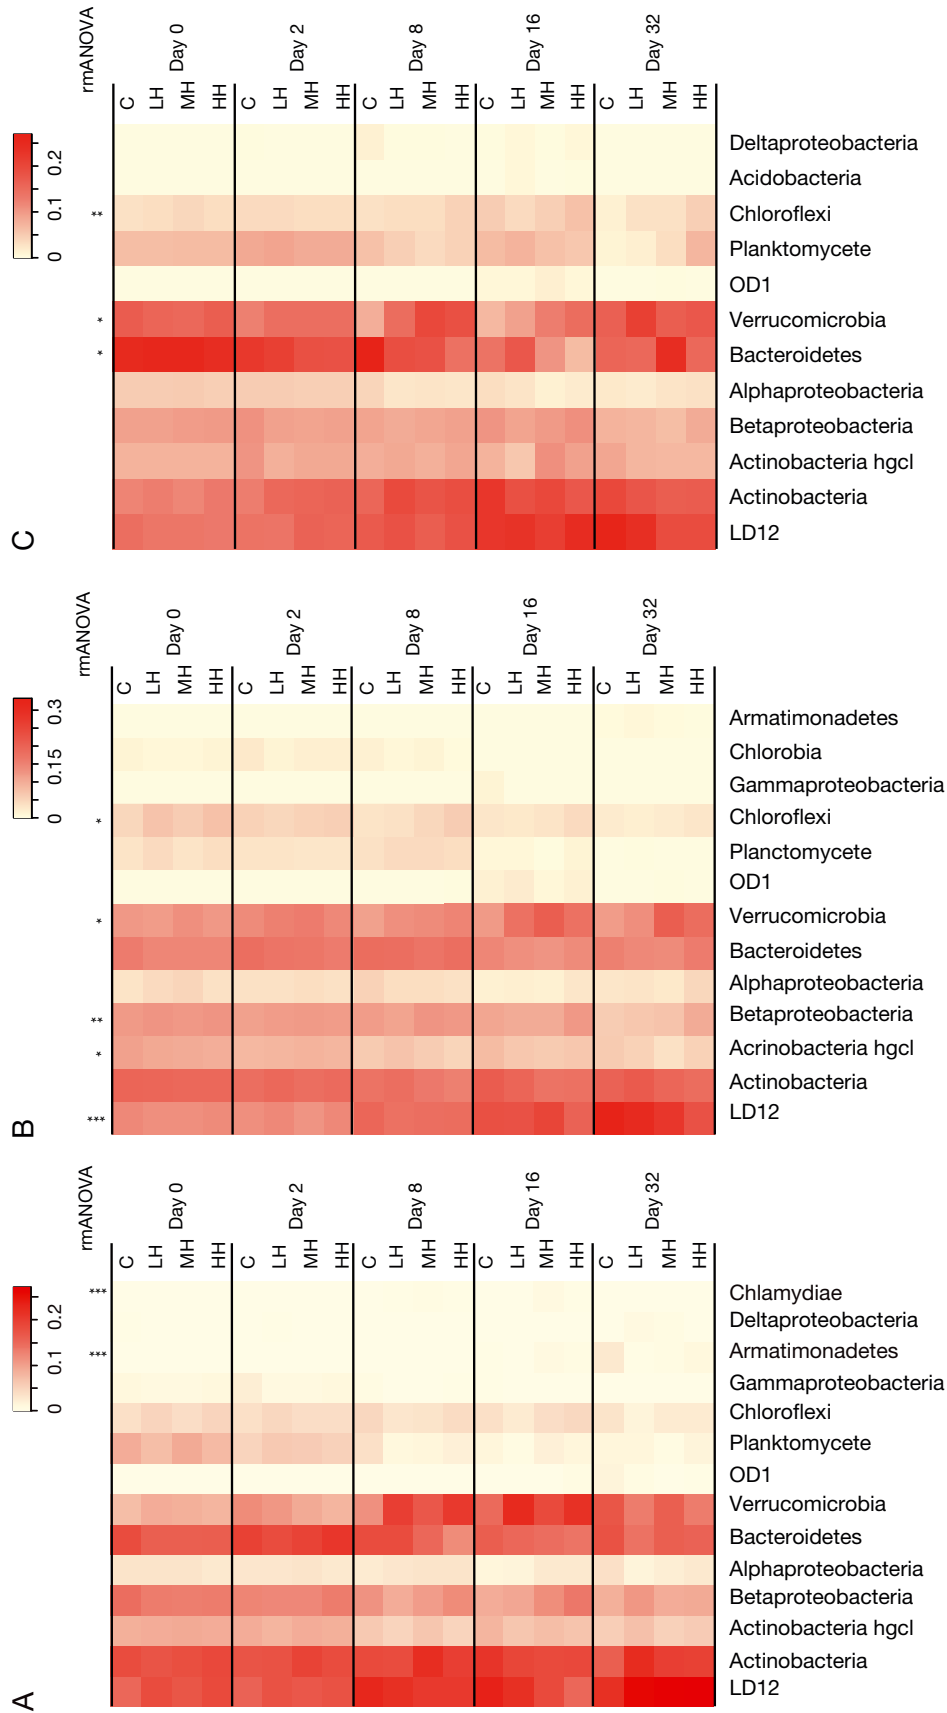 C
0 0.1 0.2
rmANOVA
** * *
C LH MH HH Day 0
C LH MH HH Day 2
C LH MH HH Day 8
C LH MH HH Day 16
C LH MH HH Day 32
Deltaproteobacteria
Acidobacteria
Chloroflexi
Planktomycete
OD1
Verrucomicrobia
Bacteroidetes
Alphaproteobacteria
Betaproteobacteria
Actinobacteria hgcI
Actinobacteria
LD12
B
0 0.15 0.3
rmANOVA
* * ** * ***
C LH MH HH Day 0
C LH MH HH Day 2
C LH MH HH Day 8
C LH MH HH Day 16
C LH MH HH Day 32
Armatimonadetes
Chlorobia
Gammaproteobacteria
Chloroflexi
Planctomycete
OD1
Verrucomicrobia
Bacteroidetes
Alphaproteobacteria
Betaproteobacteria
Acrinobacteria hgcI
Actinobacteria
LD12
A
0 0.1 0.2
rmANOVA
*** ***
C LH MH HH Day 0
C LH MH HH Day 2
C LH MH HH Day 8
C LH MH HH Day 16
C LH MH HH Day 32
Chlamydiae
Deltaproteobacteria
Armatimonadetes
Gammaproteobacteria
Chloroflexi
Planktomycete
OD1
Verrucomicrobia
Bacteroidetes
Alphaproteobacteria
Betaproteobacteria
Actinobacteria hgcI
Actinobacteria
LD12